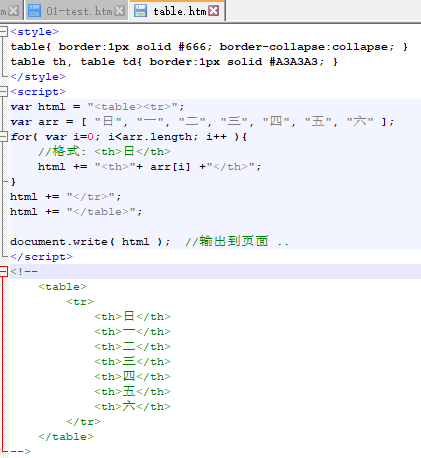 m 01-test.htm table.htm
<style>
table{ border:1px solid #666; border-collapse:collapse; }
table th, table td{ border:1px solid #A3A3A3; }
</style>
<script>
var html = "<table><tr>";
var arr = [ "日", "一", "二", "三", "四", "五", "六" ];
for( var i=0; i<arr.length; i++ ){
    //格式: <th>日</th>
    html += "<th>"+ arr[i] +"</th>";
}
html += "</tr>";
html += "</table>";

document.write( html );  //输出到页面 ..
</script>
<!--
    <table>
        <tr>
            <th>日</th>
            <th>一</th>
            <th>二</th>
            <th>三</th>
            <th>四</th>
            <th>五</th>
            <th>六</th>
        </tr>
    </table>
-->